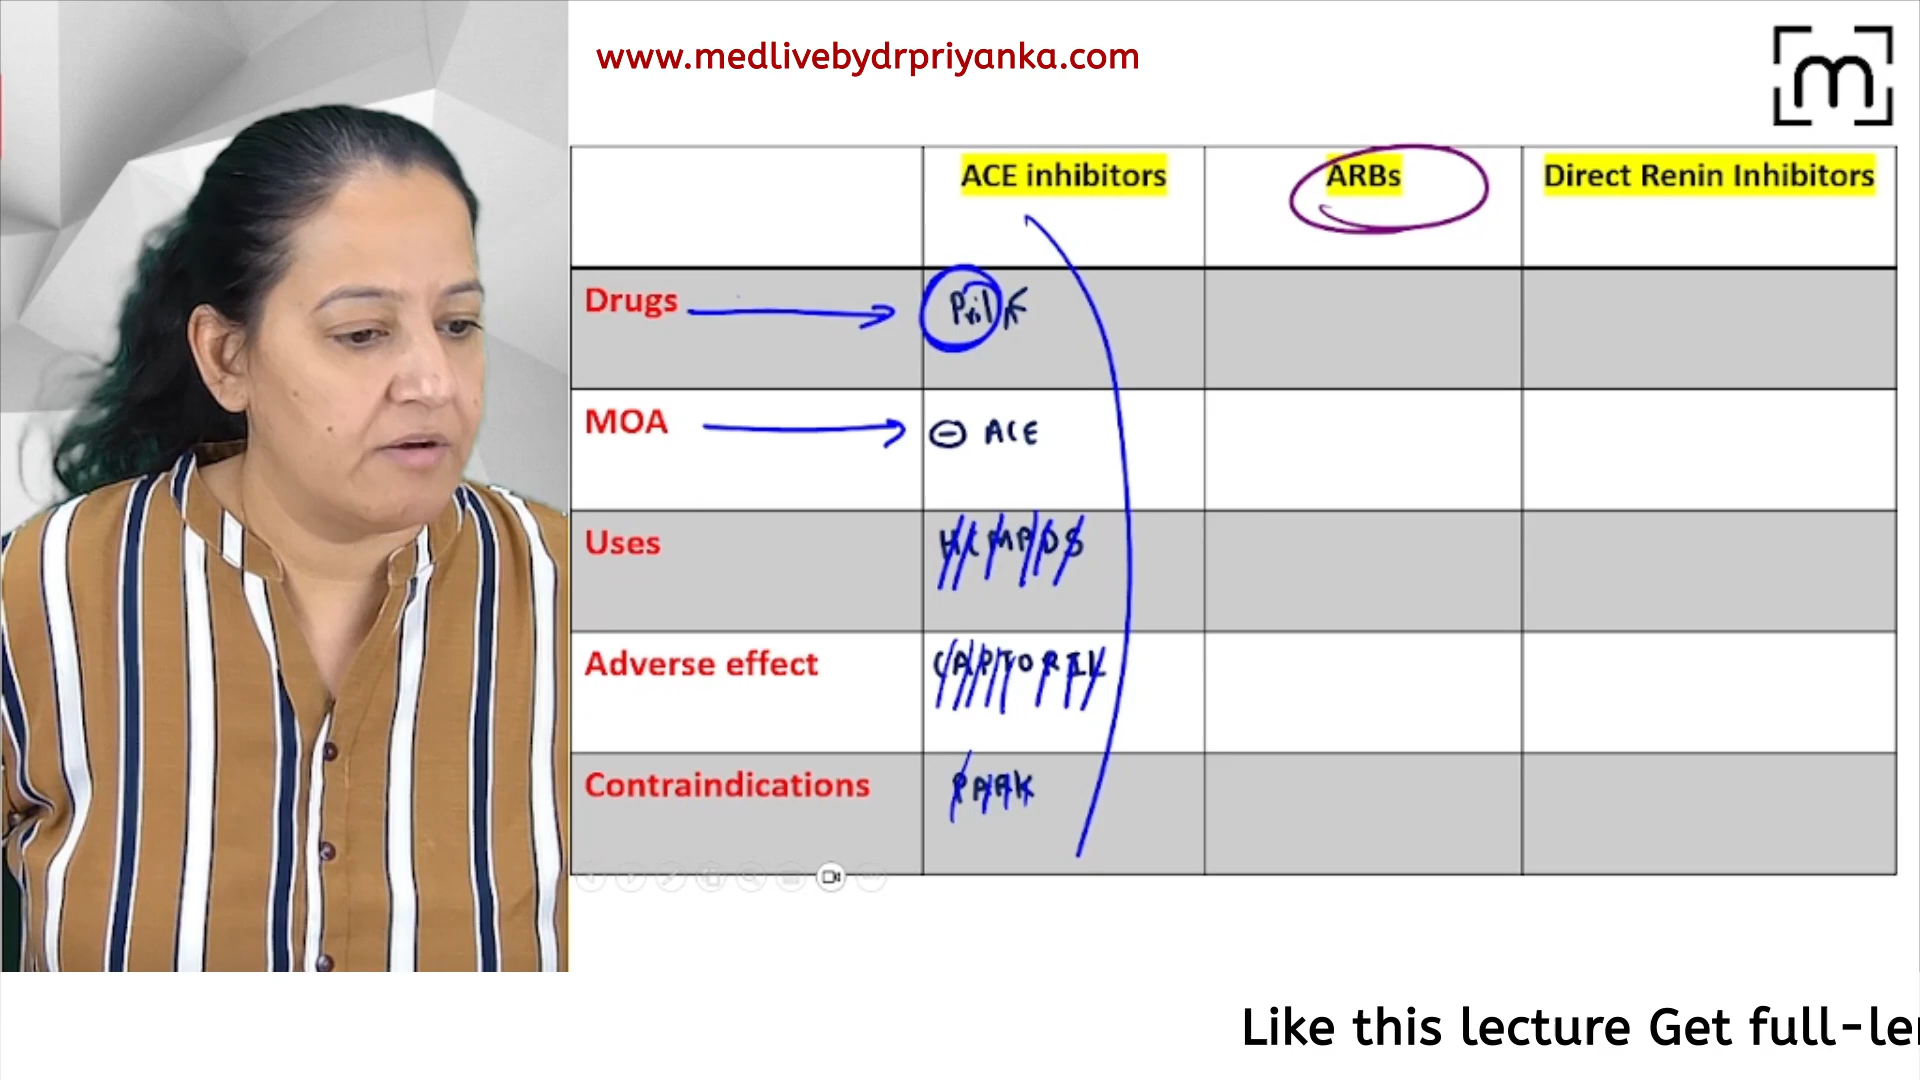 www.medlivebydrpriyanka.com
m
ACE inhibitors ARBs Direct Renin Inhibitors
Drugs Pril
MOA ⊖ ACE
Uses
Adverse effect
Contraindications PARK
Like this lecture Get full-le